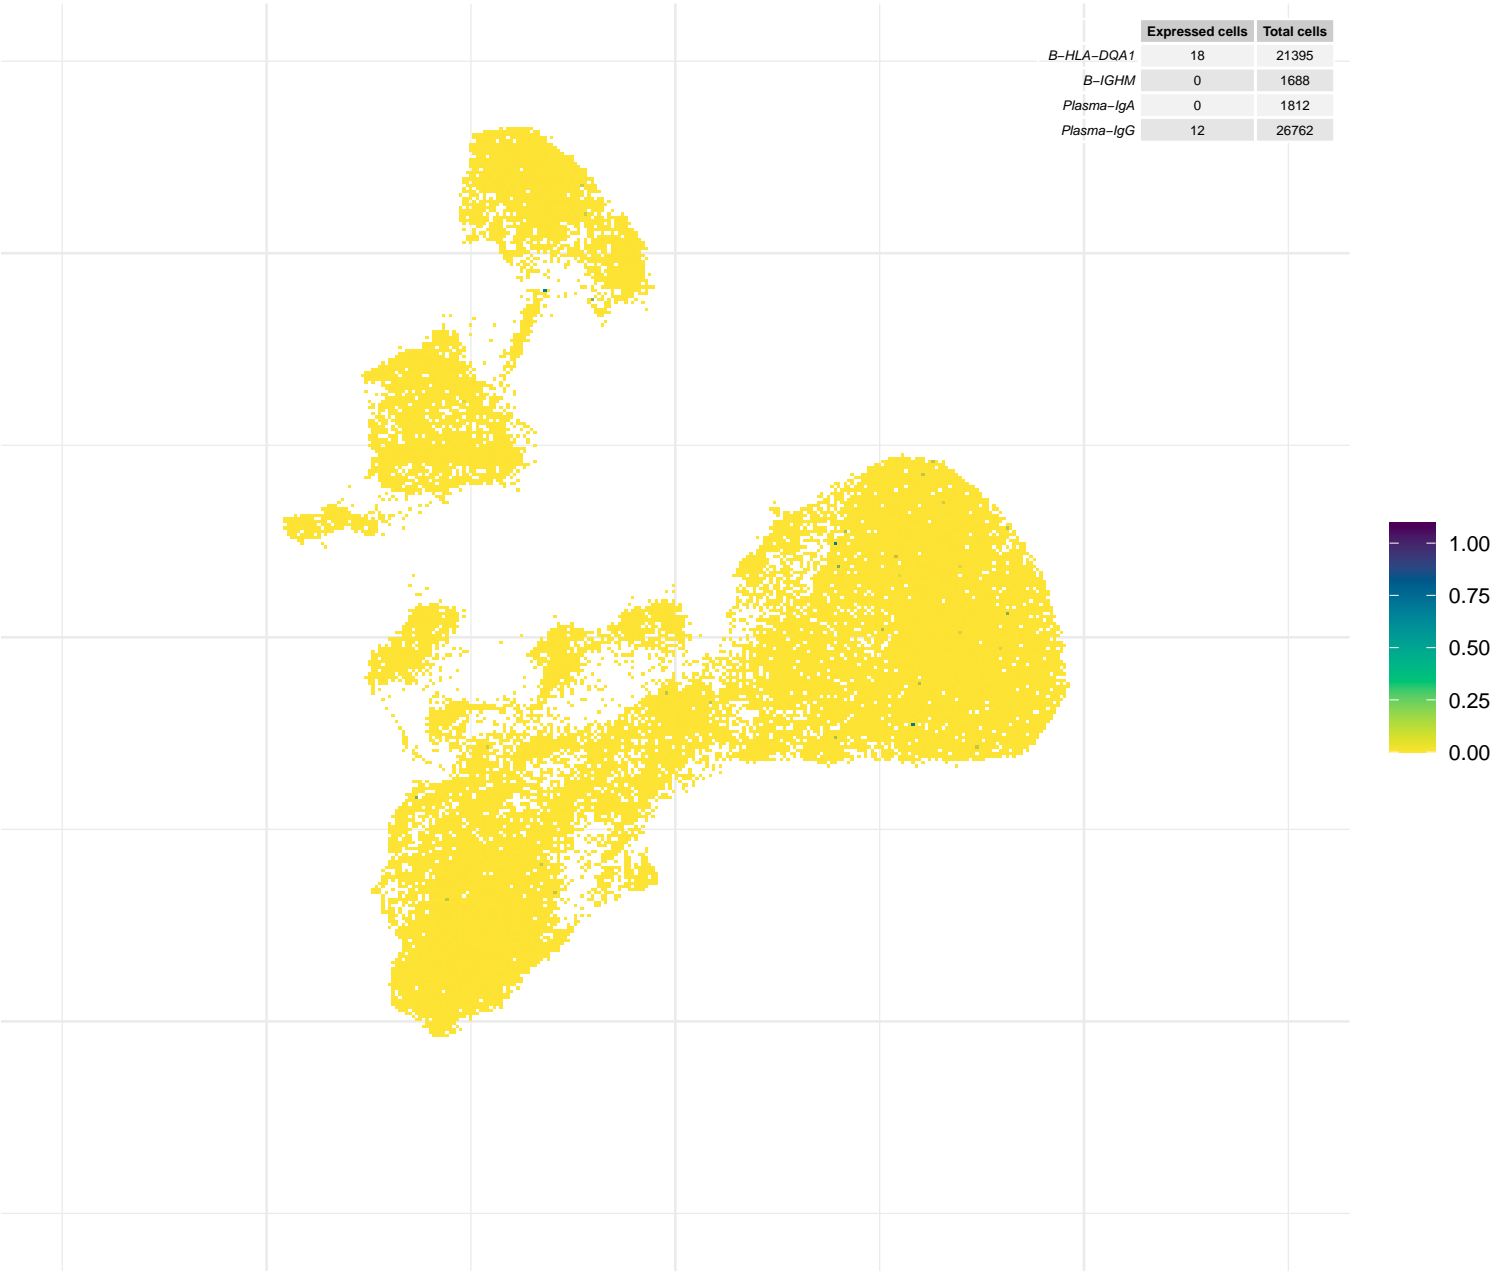 Expressed cells Total cells
B−HLA−DQA1 18 21395
B−IGHM 0 1688
Plasma−IgA 0 1812
Plasma−IgG 12 26762
1.00
0.75
0.50
0.25
0.00